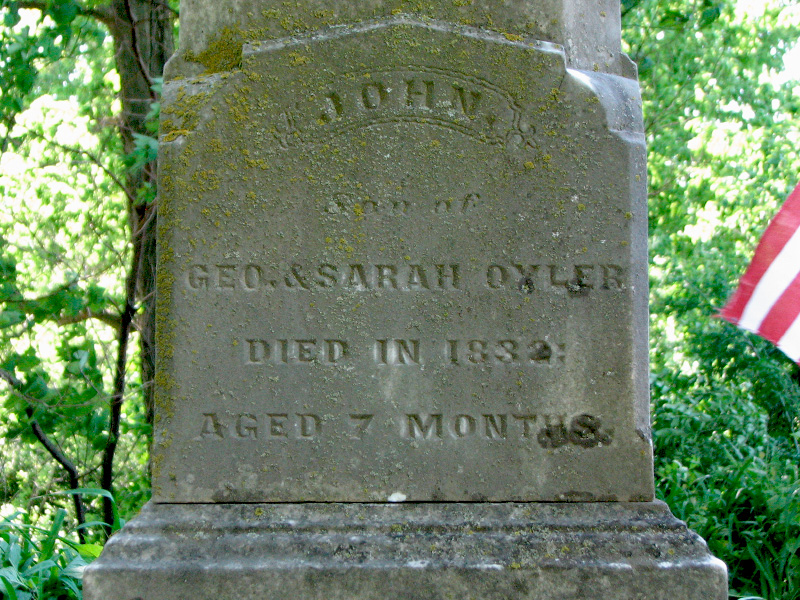 JOHN.
Son of
GEO. & SARAH OYLER
DIED IN 1832:
AGED 7 MONTHS.